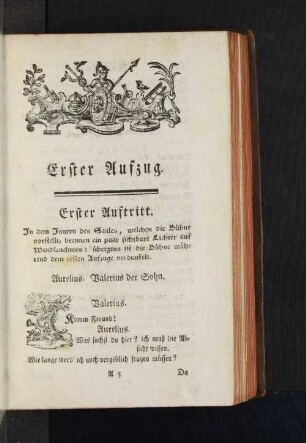 Erster Aufzug.
Erster Auftritt.
In dem Innern des Saales, welchen die Bühne
vorstellt, brennen ein paar sichtbare Lichter auf
Wandleuchtern: übrigens ist die Bühne wäh
rend dem ersten Aufzuge verdunkelt.
Aurelius. Valerius der Sohn.
Valerius.
Komm Freund!
Aurelius.
Was suchst du hier? ich muß die Ab-
sicht wissen.
Wie lange werd' ich noch vergeblich fragen müssen?
A 5
Da